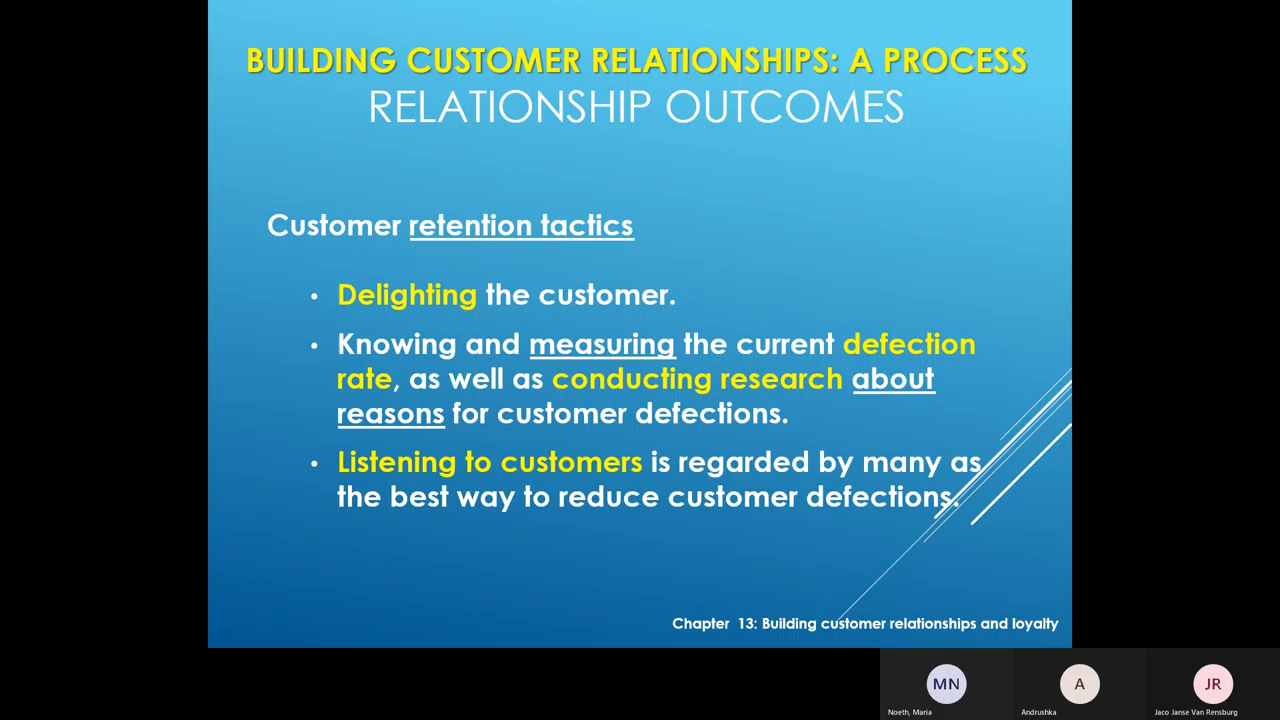 BUILDING CUSTOMER RELATIONSHIPS: A PROCESS
RELATIONSHIP OUTCOMES
Customer retention tactics
• Delighting the customer.
• Knowing and measuring the current defection
rate, as well as conducting research about
reasons for customer defections.
• Listening to customers is regarded by many as
the best way to reduce customer defections.
Chapter 13: Building customer relationships and loyalty
MN
A
JR
Noeth, Maria
Andrushka
Jaco Janse Van Rensburg